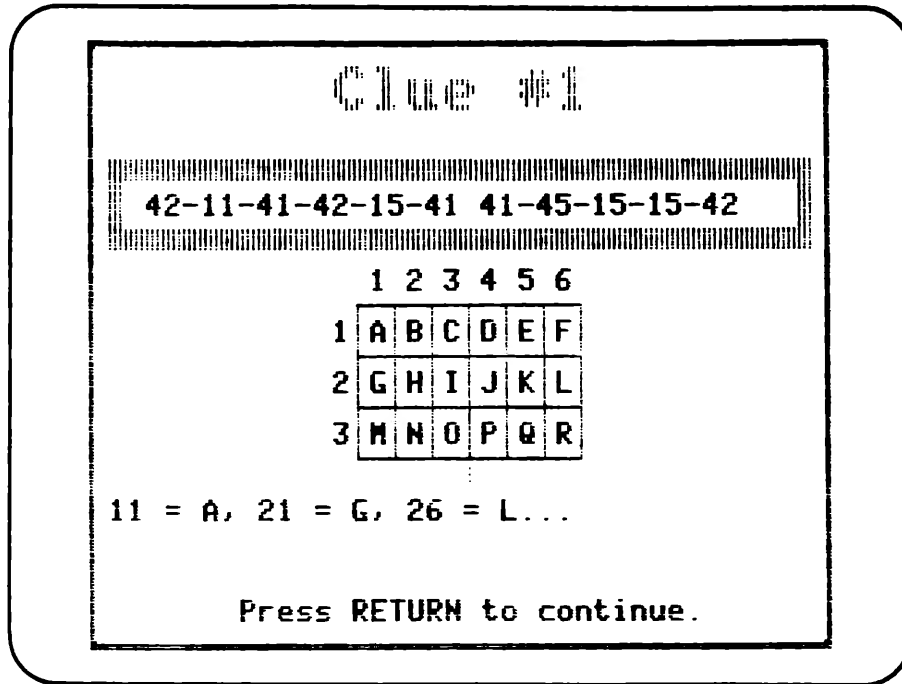 Clue #1
42-11-41-42-15-41 41-45-15-15-42
1 2 3 4 5 6
1 A B C D E F
2 G H I J K L
3 M N O P Q R
11 = A, 21 = G, 26 = L...
Press RETURN to continue.